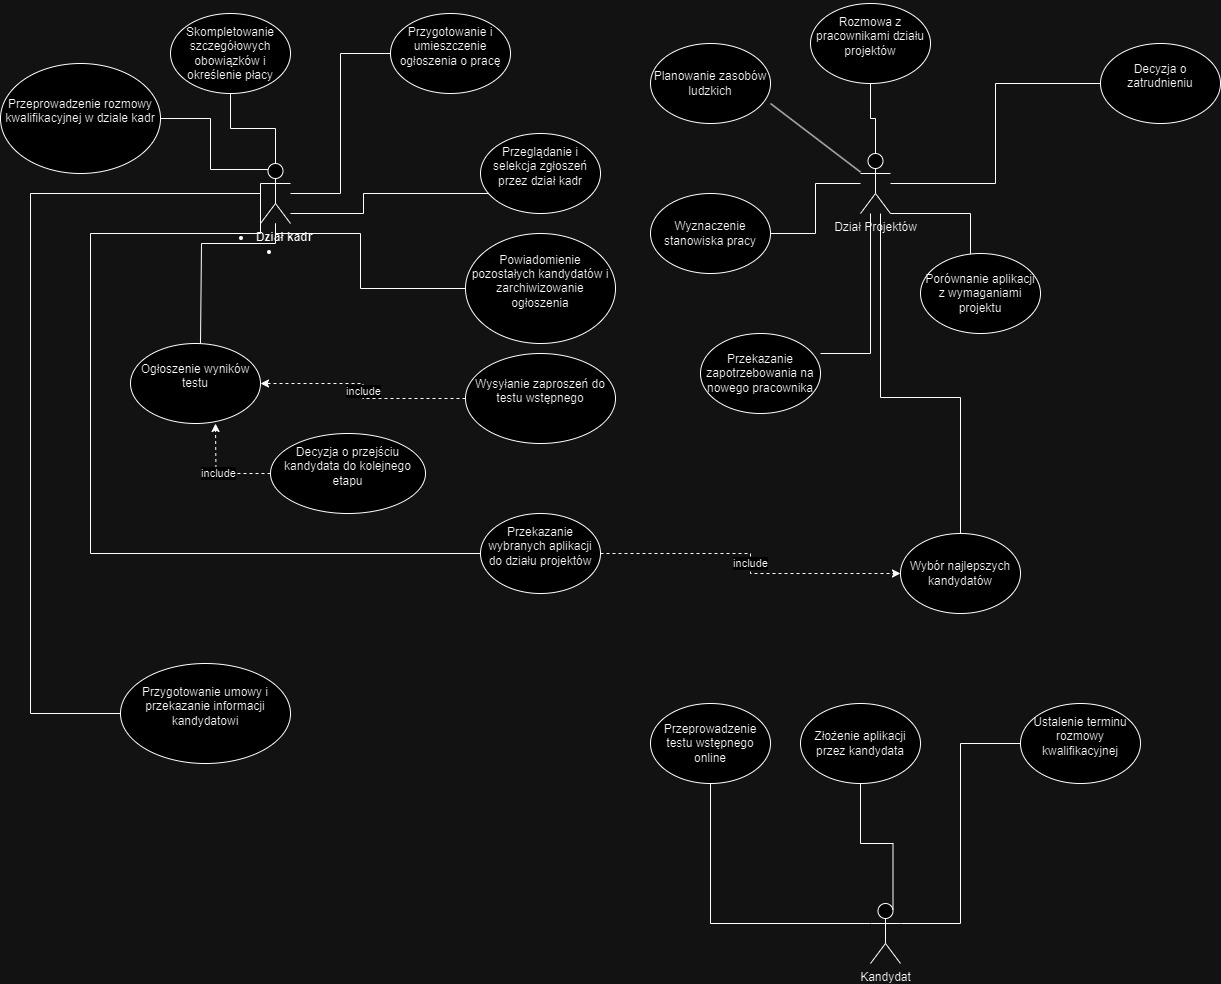 Skompletowanie
szczegółowych
obowiązków i
określenie płacy
Przygotowanie i
umieszczenie
ogłoszenia o pracę
Przeprowadzenie rozmowy
kwalifikacyjnej w dziale kadr
Przeglądanie i
selekcja zgłoszeń
przez dział kadr
Dział kadr
Powiadomienie
pozostałych kandydatów i
zarchiwizowanie
ogłoszenia
Ogłoszenie wyników
testu
include
Wysyłanie zaproszeń do
testu wstępnego
include
Decyzja o przejściu
kandydata do kolejnego
etapu
Przekazanie
wybranych aplikacji
do działu projektów
include
Wybór najlepszych
kandydatów
Przygotowanie umowy i
przekazanie informacji
kandydatowi
Rozmowa z
pracownikami działu
projektów
Planowanie zasobów
ludzkich
Decyzja o
zatrudnieniu
Wyznaczenie
stanowiska pracy
Dział Projektów
Porównanie aplikacji
z wymaganiami
projektu
Przekazanie
zapotrzebowania na
nowego pracownika
Przeprowadzenie
testu wstępnego
online
Złożenie aplikacji
przez kandydata
Ustalenie terminu
rozmowy
kwalifikacyjnej
Kandydat